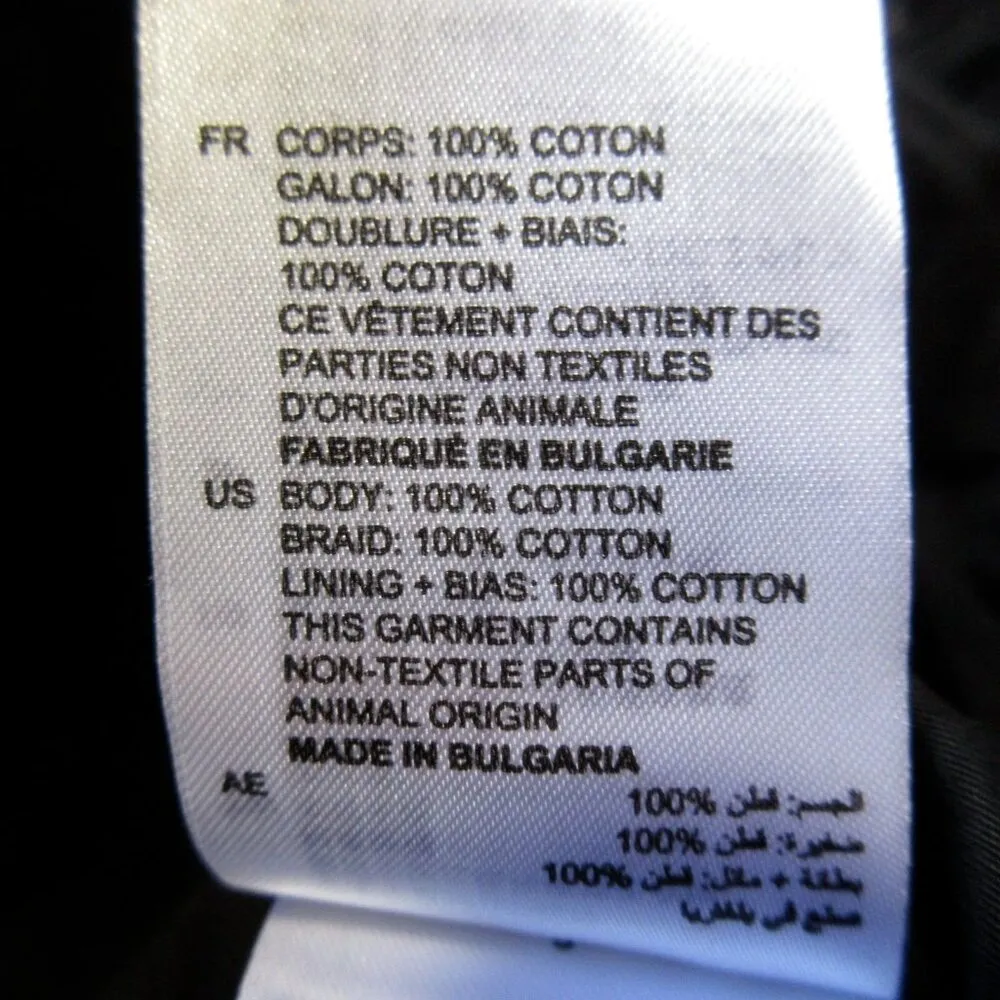 FR CORPS: 100% COTON
GALON: 100% COTON
DOUBLURE + BIAIS:
100% COTON
CE VÊTEMENT CONTIENT DES
PARTIES NON TEXTILES
D'ORIGINE ANIMALE
FABRIQUÉ EN BULGARIE
US BODY: 100% COTTON
BRAID: 100% COTTON
LINING + BIAS: 100% COTTON
THIS GARMENT CONTAINS
NON-TEXTILE PARTS OF
ANIMAL ORIGIN
MADE IN BULGARIA
AE الجسم: قطن 100%
ضفيرة: قطن 100%
بطانة + مائل: قطن 100%
صنع في بلغاريا